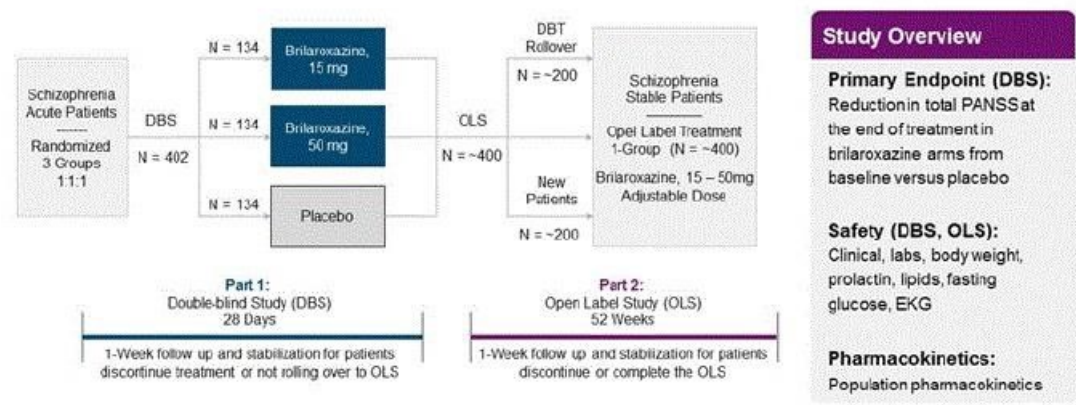 Schizophrenia
Acute Patients
Randomized
3 Groups
1:1:1
DBS
N = 402
N = 134
N = 134
N = 134
Brilaroxazine,
15 mg
Brilaroxazine,
50 mg
Placebo
OLS
N = ~400
DBT
Rollover
N = ~200
New
Patients
N = ~200
Schizophrenia
Stable Patients
Opel Label Treatment
1-Group (N = ~400)
Brilaroxazine, 15 – 50mg
Adjustable Dose
Part 1:
Double-blind Study (DBS)
28 Days
1-Week follow up and stabilization for patients
discontinue treatment or not rolling over to OLS
Part 2:
Open Label Study (OLS)
52 Weeks
1-Week follow up and stabilization for patients
discontinue or complete the OLS
Study Overview
Primary Endpoint (DBS):
Reduction in total PANSS at
the end of treatment in
brilaroxazine arms from
baseline versus placebo
Safety (DBS, OLS):
Clinical, labs, body weight,
prolactin, lipids, fasting
glucose, EKG
Pharmacokinetics:
Population pharmacokinetics